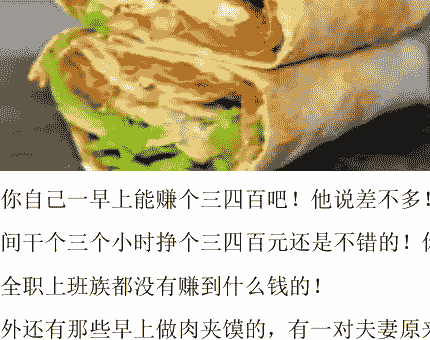 你自己一早上能赚个三四百吧！他说差不多！
间干个三个小时挣个三四百元还是不错的！
全职上班族都没有赚到什么钱的！
外还有那些早上做肉夹馍的，有一对夫妻原